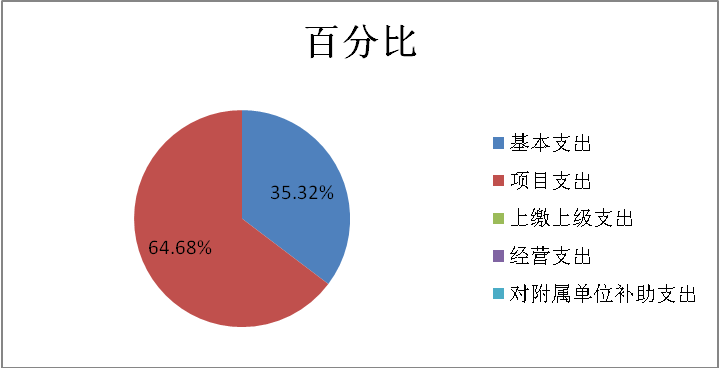 百分比
35.32%
64.68%
基本支出
项目支出
上缴上级支出
经营支出
对附属单位补助支出